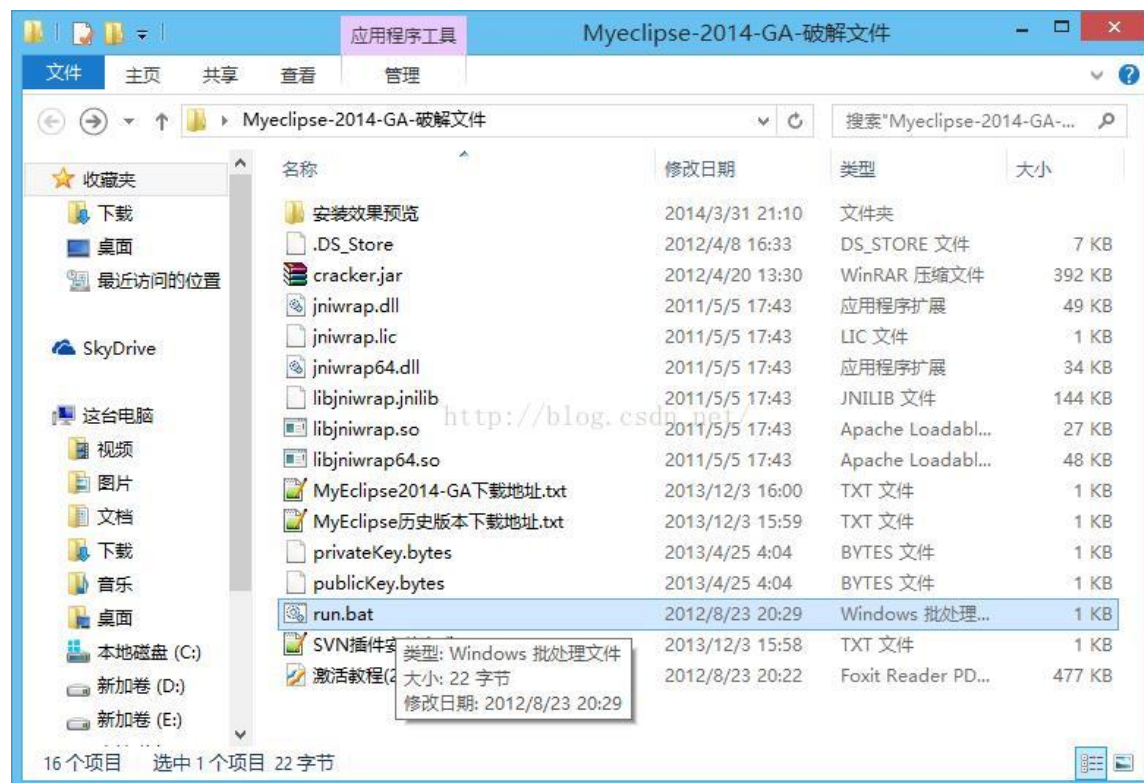 应用程序工具
Myeclipse-2014-GA-破解文件
文件 主页 共享 查看 管理
Myeclipse-2014-GA-破解文件
搜索"Myeclipse-2014-GA-...
收藏夹
下载
桌面
最近访问的位置
SkyDrive
这台电脑
视频
图片
文档
下载
音乐
桌面
本地磁盘 (C:)
新加卷 (D:)
新加卷 (E:)
名称 修改日期 类型 大小
安装效果预览 2014/3/31 21:10 文件夹
.DS_Store 2012/4/8 16:33 DS_STORE 文件 7 KB
cracker.jar 2012/4/20 13:30 WinRAR 压缩文件 392 KB
jniwrap.dll 2011/5/5 17:43 应用程序扩展 49 KB
jniwrap.lic 2011/5/5 17:43 LIC 文件 1 KB
jniwrap64.dll 2011/5/5 17:43 应用程序扩展 34 KB
libjniwrap.jnilib 2011/5/5 17:43 JNILIB 文件 144 KB
http://blog.csdn.net/
libjniwrap.so 2011/5/5 17:43 Apache Loadabl... 27 KB
libjniwrap64.so 2011/5/5 17:43 Apache Loadabl... 48 KB
MyEclipse2014-GA下载地址.txt 2013/12/3 16:00 TXT 文件 1 KB
MyEclipse历史版本下载地址.txt 2013/12/3 15:59 TXT 文件 1 KB
privateKey.bytes 2013/4/25 4:04 BYTES 文件 1 KB
publicKey.bytes 2013/4/25 4:04 BYTES 文件 1 KB
run.bat 2012/8/23 20:29 Windows 批处理... 1 KB
SVN插件安 2013/12/3 15:58 TXT 文件 1 KB
激活教程(2 2012/8/23 20:22 Foxit Reader PD... 477 KB
类型: Windows 批处理文件
大小: 22 字节
修改日期: 2012/8/23 20:29
16 个项目 选中 1 个项目 22 字节